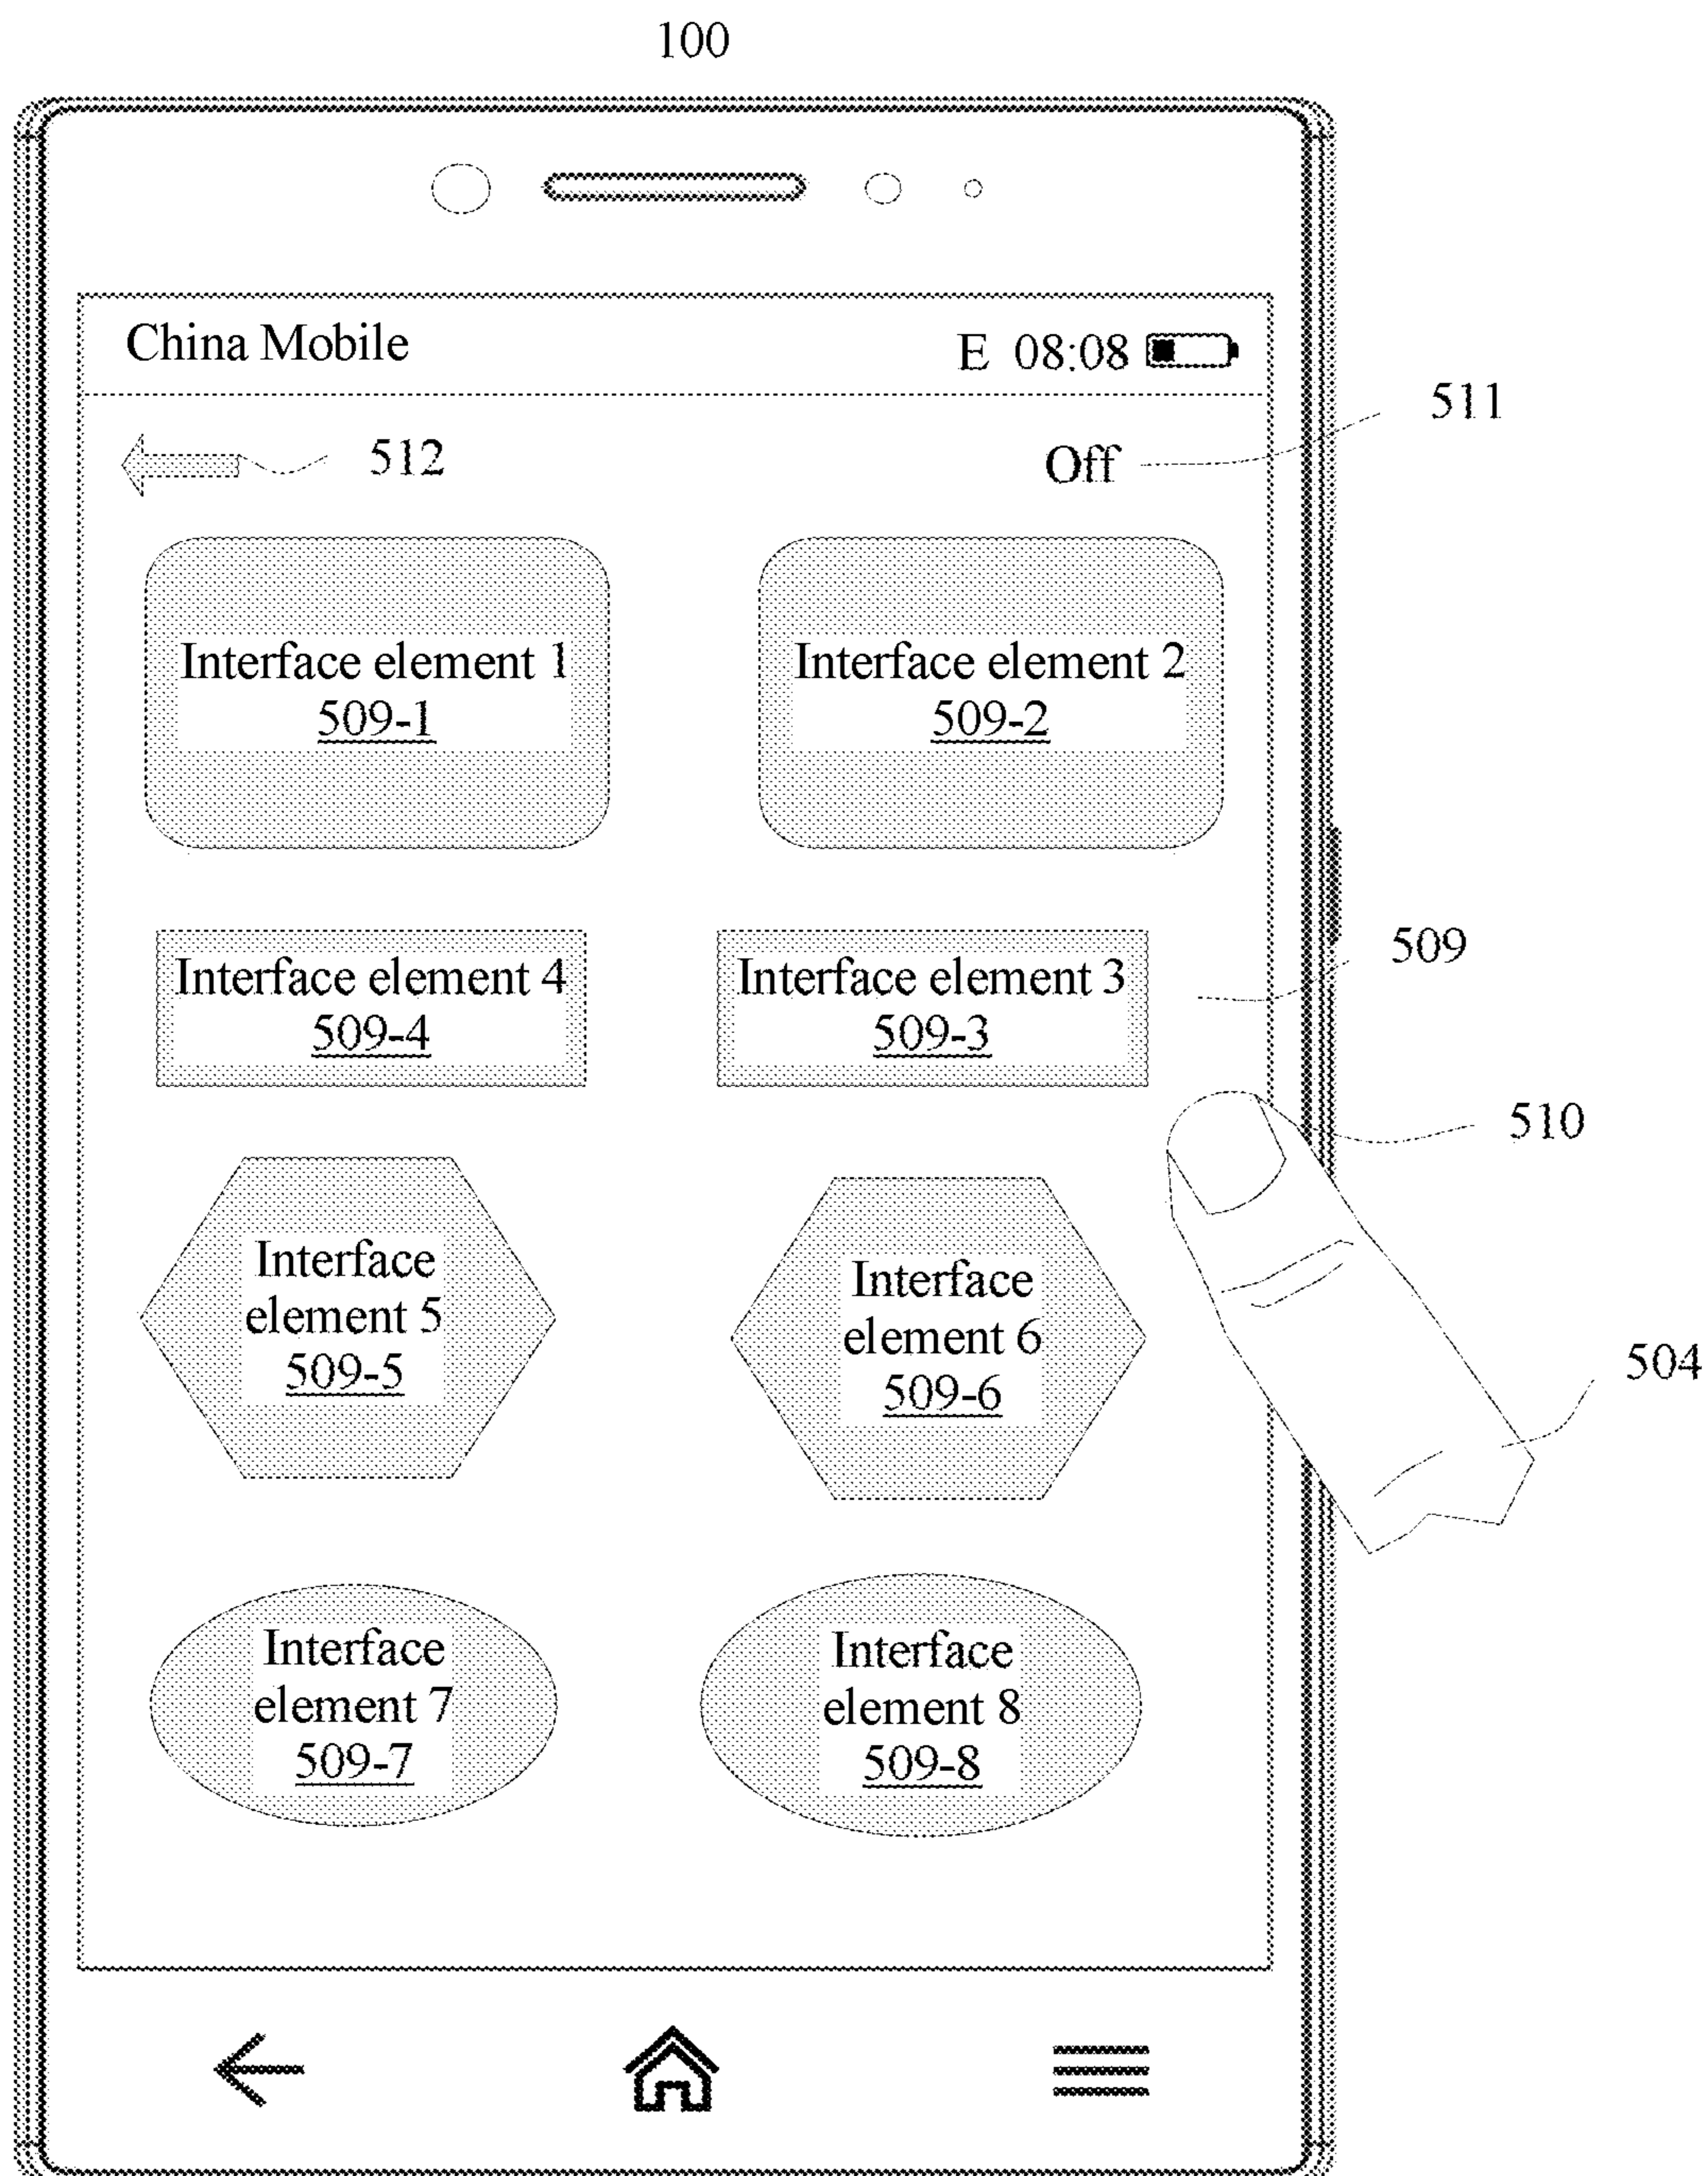 100
China Mobile
E 08:08
511
512
Off
Interface element 1
509-1
Interface element 2
509-2
509
Interface element 4
509-4
Interface element 3
509-3
510
Interface
element 5
509-5
Interface
element 6
509-6
504
Interface
element 7
509-7
Interface
element 8
509-8